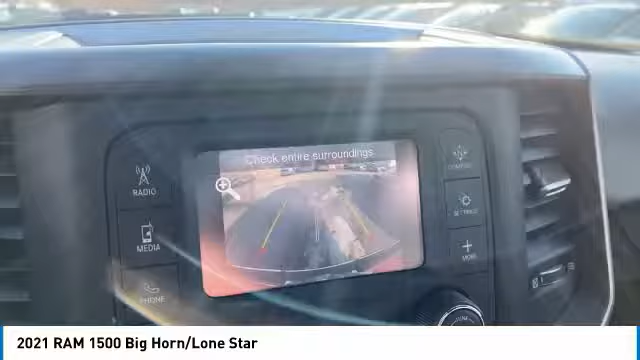 Check entire surroundings
RADIO
COMPASS
SETTINGS
MEDIA
MORE
PHONE
2021 RAM 1500 Big Horn/Lone Star